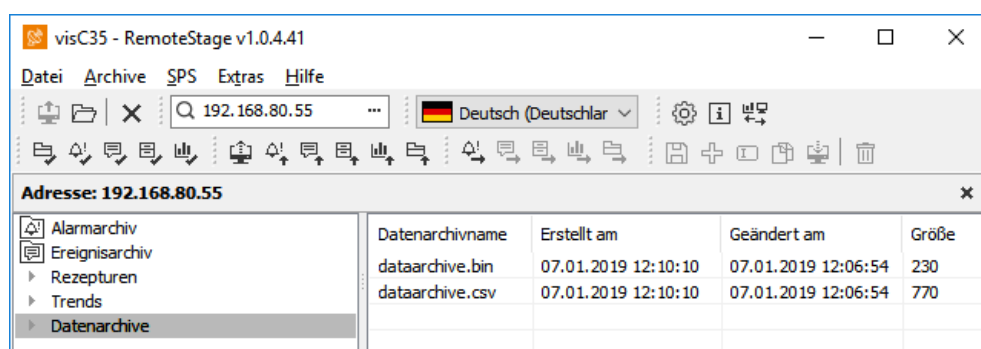 visC35 - RemoteStage v1.0.4.41
Datei Archive SPS Extras Hilfe
192.168.80.55 ... Deutsch (Deutschlar
Adresse: 192.168.80.55
Alarmarchiv
Ereignisarchiv
Rezepturen
Trends
Datenarchive
Datenarchivname Erstellt am Geändert am Größe
dataarchive.bin 07.01.2019 12:10:10 07.01.2019 12:06:54 230
dataarchive.csv 07.01.2019 12:10:10 07.01.2019 12:06:54 770